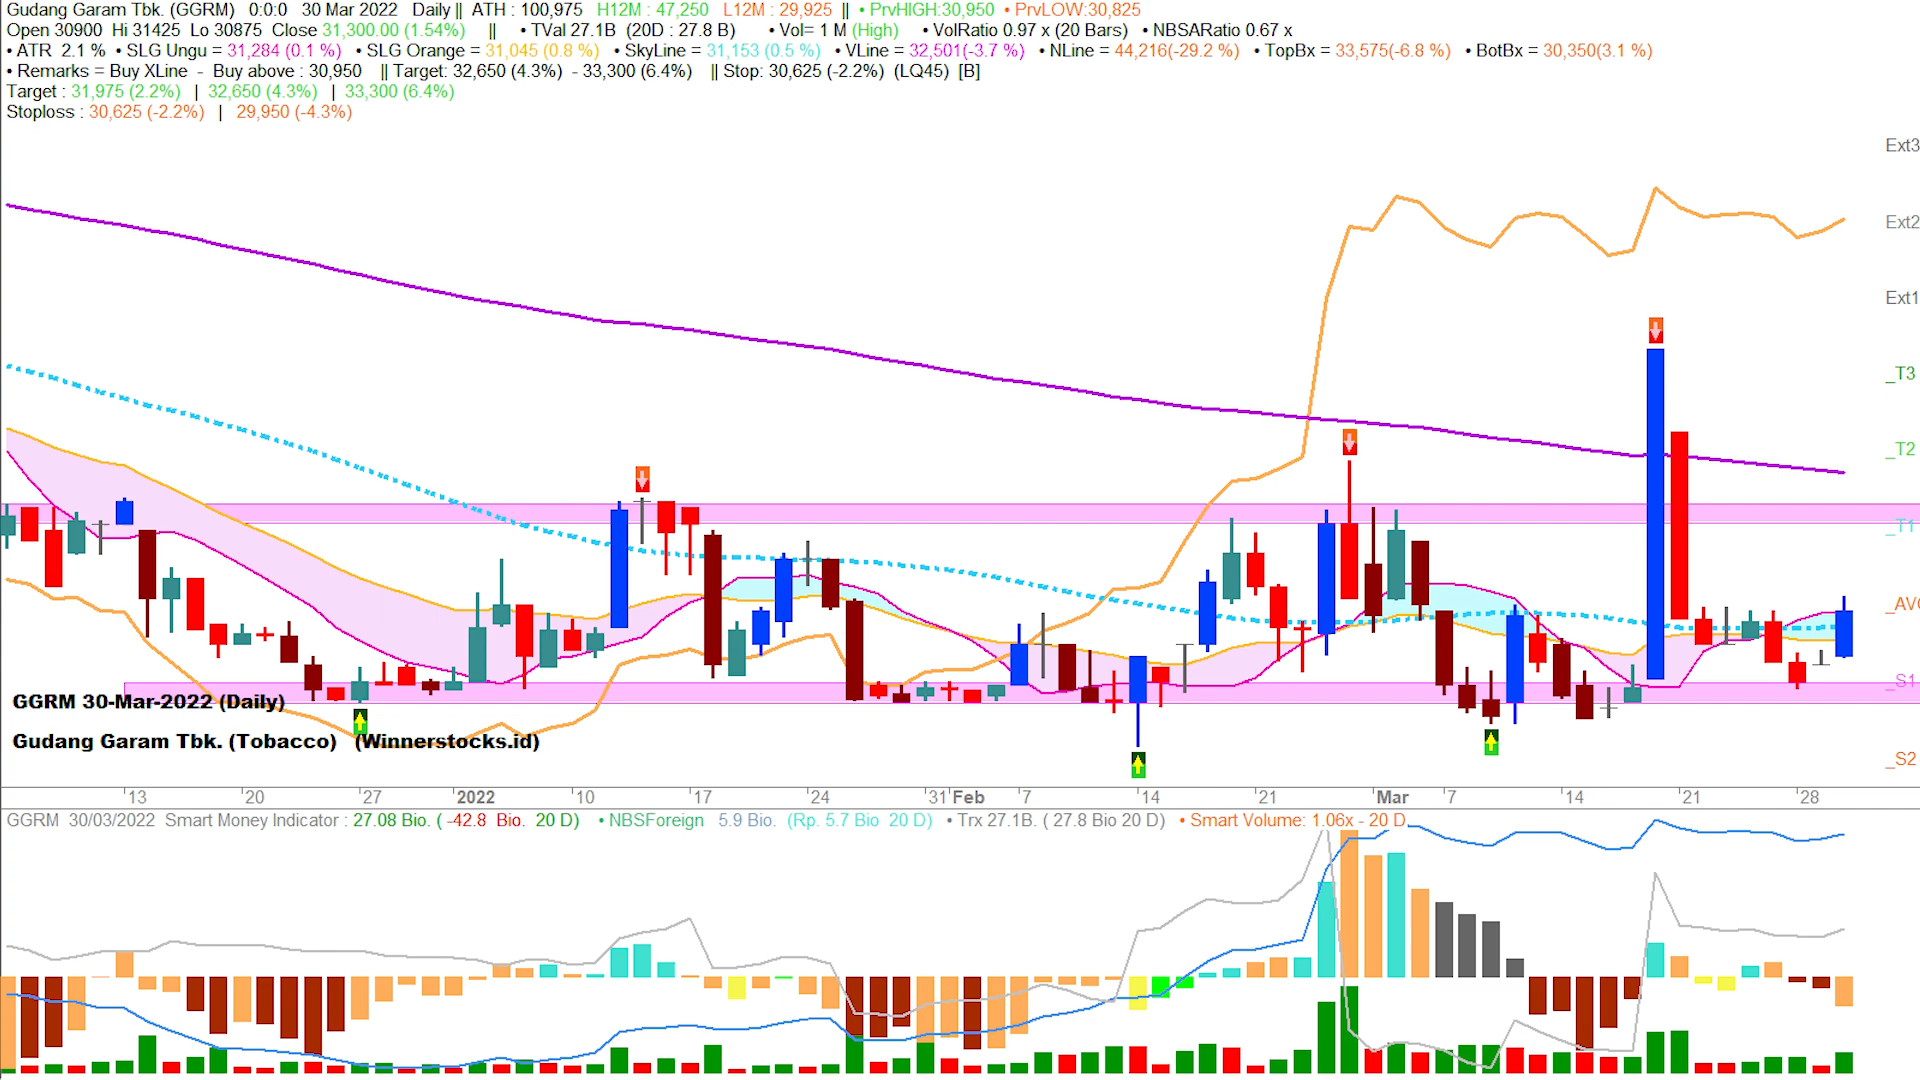 Gudang Garam Tbk. (GGRM) 0:0:0 30 Mar 2022 Daily || ATH : 100,975 H12M : 47,250 L12M : 29,925 || • PrvHIGH:30,950 • PrvLOW:30,825
Open 30900 Hi 31425 Lo 30875 Close 31,300.00 (1.54%) || • TVal 27.1B (20D : 27.8 B) • Vol= 1 M (High) • VolRatio 0.97 x (20 Bars) • NBSARatio 0.67 x
• ATR 2.1 % • SLG Ungu = 31,284 (0.1 %) • SLG Orange = 31,045 (0.8 %) • SkyLine = 31,153 (0.5 %) • VLine = 32,501(-3.7 %) • NLine = 44,216(-29.2 %) • TopBx = 33,575(-6.8 %) • BotBx = 30,350(3.1 %)
• Remarks = Buy XLine - Buy above : 30,950 || Target: 32,650 (4.3%) - 33,300 (6.4%) || Stop: 30,625 (-2.2%) (LQ45) [B]
Target : 31,975 (2.2%) | 32,650 (4.3%) | 33,300 (6.4%)
Stoploss : 30,625 (-2.2%) | 29,950 (-4.3%)
Ext3
Ext2
Ext1
_T3
_T2
_T1
_AVG
_S1
_S2
GGRM 30-Mar-2022 (Daily)
Gudang Garam Tbk. (Tobacco) (Winnerstocks.id)
13 20 27 2022 10 17 24 31 Feb 7 14 21 Mar 7 14 21 28
GGRM 30/03/2022 Smart Money Indicator : 27.08 Bio. ( -42.8 Bio. 20 D) • NBSForeign 5.9 Bio. (Rp. 5.7 Bio 20 D) • Trx 27.1B. ( 27.8 Bio 20 D) • Smart Volume: 1.06x - 20 D